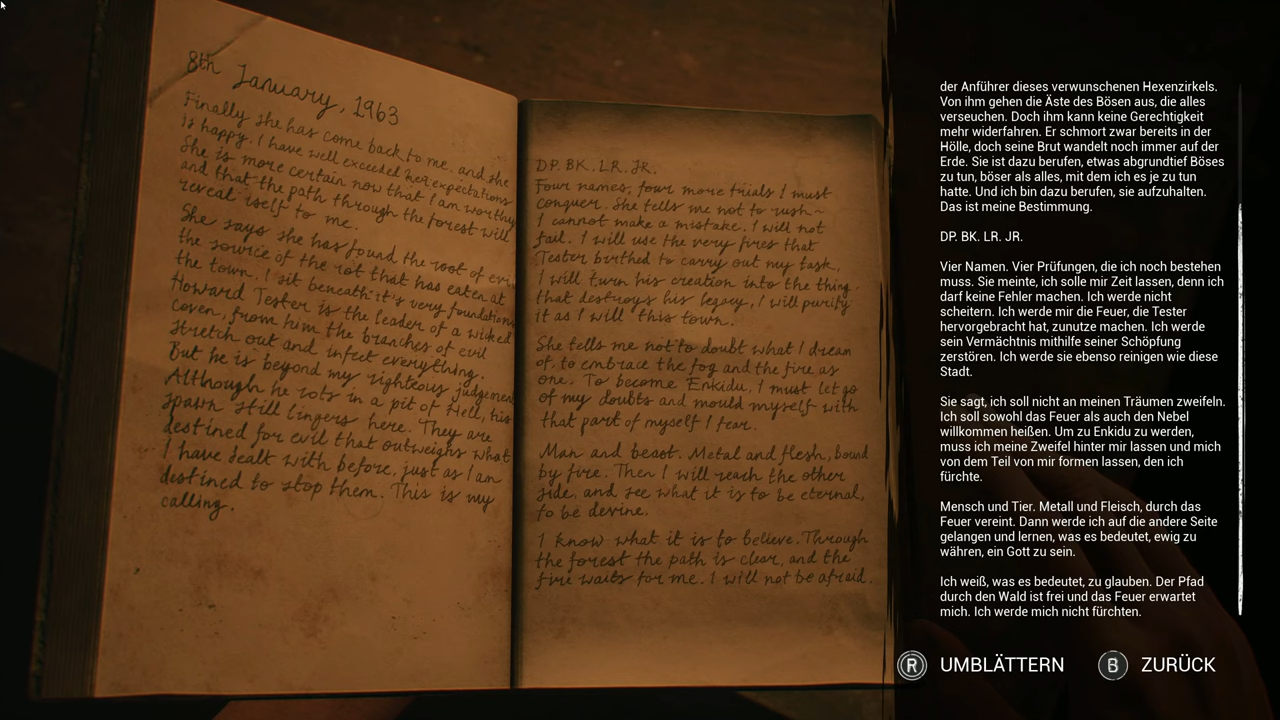 8th January, 1963
Finally she has come back to me, and she
is happy. I have well exceeded her expectations
She is more certain now that I am worthy
and that the path through the forest will
reveal itself to me.
She says she has found the root of evi
the source of the rot that has eaten at
the town. I sit beneath it's very foundation
Howard Tester is the leader of a wicked
coven, from him the branches of evil
stretch out and infect everything.
But he is beyond my righteous judgemen
Although he rots in a pit of Hell, his
spawn still lingers here. They are
destined for evil that outweighs what
I have dealt with before, just as I am
destined to stop them. This is my
calling.
DP. BK. LR. JR.
Four names, four more trials I must
conquer. She tells me not to rush~
I cannot make a mistake. I will not
fail. I will use the very fires that
Tester birthed to carry out my task,
I will turn his creation into the thing
that destroys his legacy, I will purify
it as I will this town.
She tells me not to doubt what I dream
of, to embrace the fog and the fire as
one. To become Enkidu, I must let go
of my doubts and mould myself with
that part of myself I fear.
Man and beast. Metal and flesh, bound
by fire. Then I will reach the other
side, and see what it is to be eternal,
to be devine.
I know what it is to believe. Through
the forest the path is clear, and the
fire waits for me. I will not be afraid.
der Anführer dieses verwunschenen Hexenzirkels.
Von ihm gehen die Äste des Bösen aus, die alles
verseuchen. Doch ihm kann keine Gerechtigkeit
mehr widerfahren. Er schmort zwar bereits in der
Hölle, doch seine Brut wandelt noch immer auf der
Erde. Sie ist dazu berufen, etwas abgrundtief Böses
zu tun, böser als alles, mit dem ich es je zu tun
hatte. Und ich bin dazu berufen, sie aufzuhalten.
Das ist meine Bestimmung.
DP. BK. LR. JR.
Vier Namen. Vier Prüfungen, die ich noch bestehen
muss. Sie meinte, ich solle mir Zeit lassen, denn ich
darf keine Fehler machen. Ich werde nicht
scheitern. Ich werde mir die Feuer, die Tester
hervorgebracht hat, zunutze machen. Ich werde
sein Vermächtnis mithilfe seiner Schöpfung
zerstören. Ich werde sie ebenso reinigen wie diese
Stadt.
Sie sagt, ich soll nicht an meinen Träumen zweifeln.
Ich soll sowohl das Feuer als auch den Nebel
willkommen heißen. Um zu Enkidu zu werden,
muss ich meine Zweifel hinter mir lassen und mich
von dem Teil von mir formen lassen, den ich
fürchte.
Mensch und Tier. Metall und Fleisch, durch das
Feuer vereint. Dann werde ich auf die andere Seite
gelangen und lernen, was es bedeutet, ewig zu
währen, ein Gott zu sein.
Ich weiß, was es bedeutet, zu glauben. Der Pfad
durch den Wald ist frei und das Feuer erwartet
mich. Ich werde mich nicht fürchten.
R UMBLÄTTERN B ZURÜCK